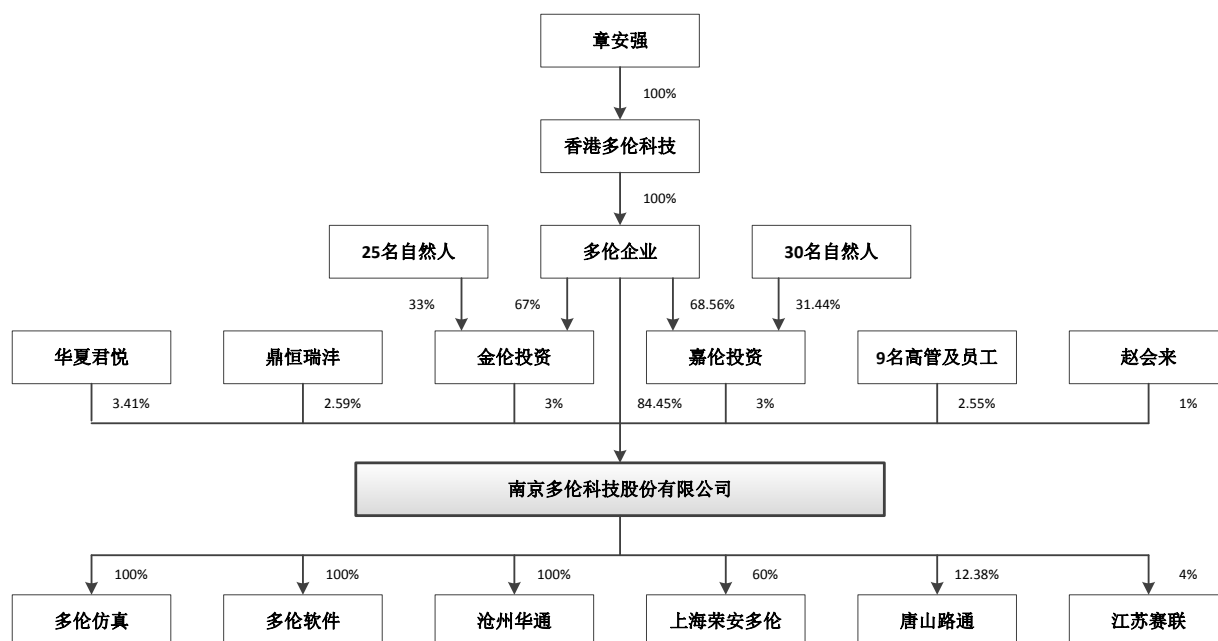 章安强
100%
香港多伦科技
100%
25名自然人
多伦企业
30名自然人
33%
67%
68.56%
31.44%
华夏君悦
鼎恒瑞沣
金伦投资
嘉伦投资
9名高管及员工
赵会来
3.41%
2.59%
3%
84.45%
3%
2.55%
1%
南京多伦科技股份有限公司
100%
100%
100%
60%
12.38%
4%
多伦仿真
多伦软件
沧州华通
上海荣安多伦
唐山路通
江苏赛联